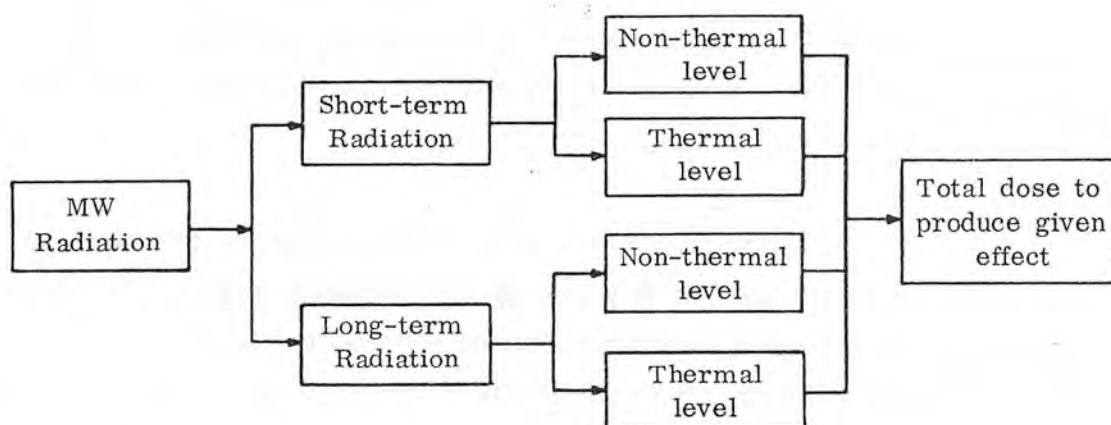 MW
Radiation
Short-term
Radiation
Long-term
Radiation
Non-thermal
level
Thermal
level
Non-thermal
level
Thermal
level
Total dose to
produce given
effect